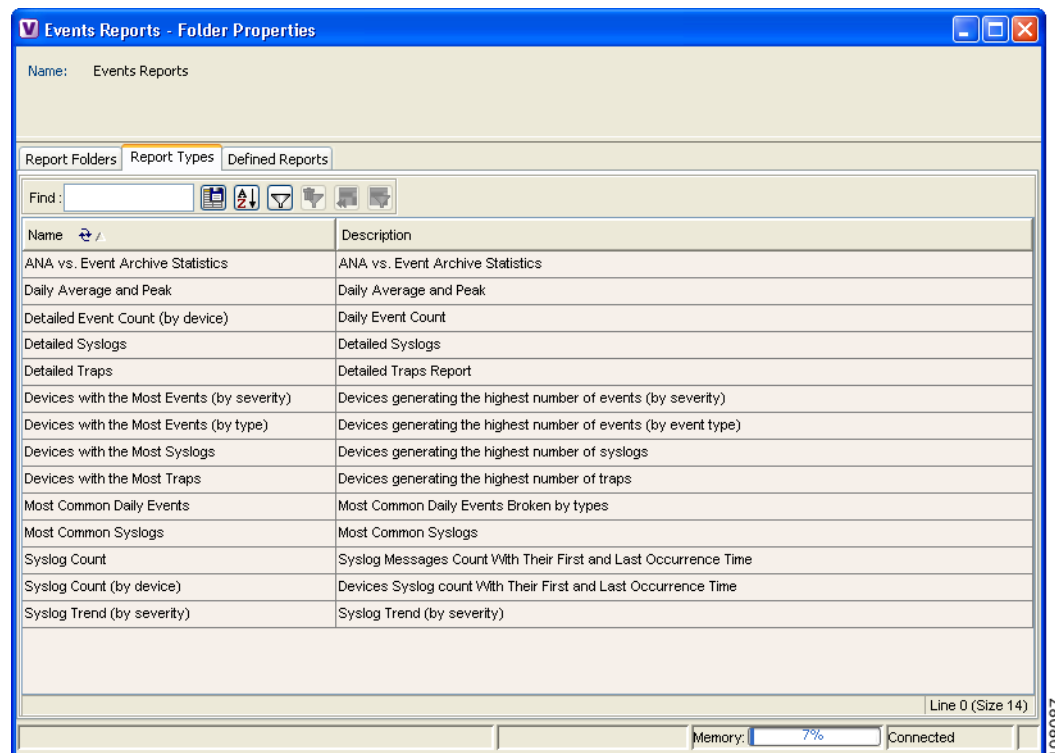 Events Reports - Folder Properties
Name: Events Reports
Report Folders Report Types Defined Reports
Find :
Name Description
ANA vs. Event Archive Statistics ANA vs. Event Archive Statistics
Daily Average and Peak Daily Average and Peak
Detailed Event Count (by device) Daily Event Count
Detailed Syslogs Detailed Syslogs
Detailed Traps Detailed Traps Report
Devices with the Most Events (by severity) Devices generating the highest number of events (by severity)
Devices with the Most Events (by type) Devices generating the highest number of events (by event type)
Devices with the Most Syslogs Devices generating the highest number of syslogs
Devices with the Most Traps Devices generating the highest number of traps
Most Common Daily Events Most Common Daily Events Broken by types
Most Common Syslogs Most Common Syslogs
Syslog Count Syslog Messages Count With Their First and Last Occurrence Time
Syslog Count (by device) Devices Syslog count With Their First and Last Occurrence Time
Syslog Trend (by severity) Syslog Trend (by severity)
Line 0 (Size 14)
Memory: 7% Connected